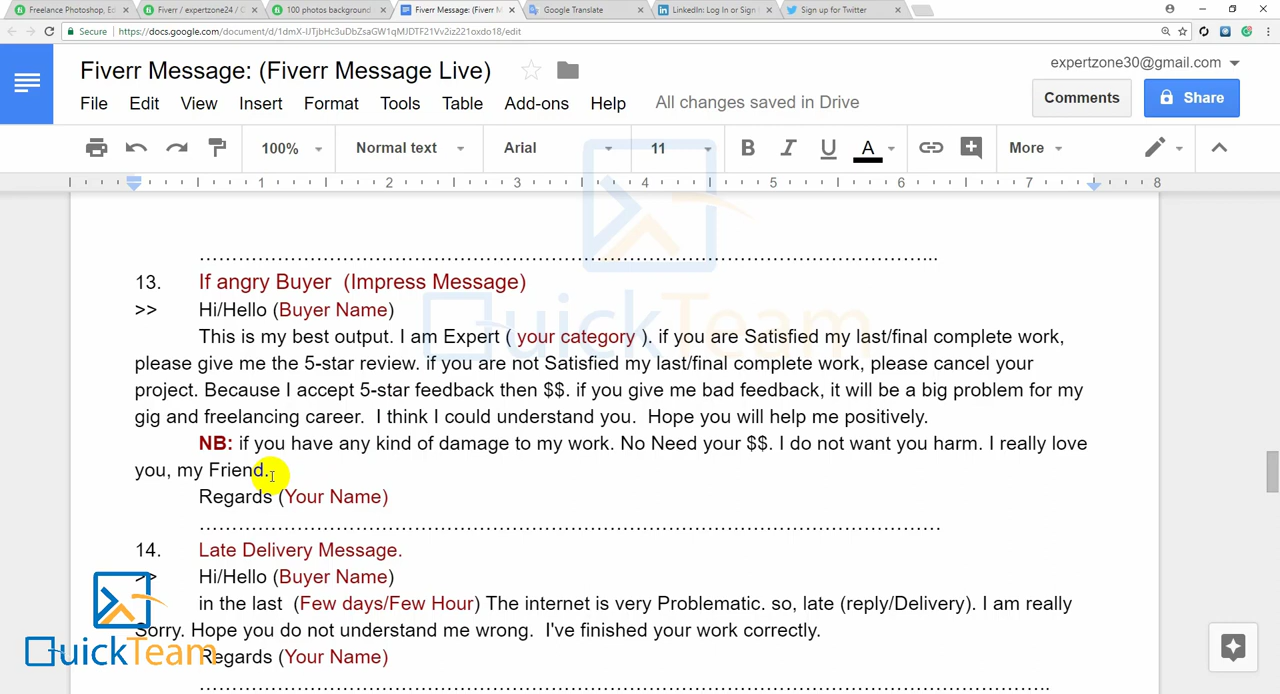 Freelance Photoshop, Ed
Fiverr / expertzone24 / C
100 photos background
Fiverr Message: (Fiverr M
Google Translate
LinkedIn: Log In or Sign
Sign up for Twitter
Secure https://docs.google.com/document/d/1dmX-IJTjbHc3uDbZsaGW1qMJDTF21Vv2iz221oxdo18/edit
Fiverr Message: (Fiverr Message Live)
expertzone30@gmail.com
File Edit View Insert Format Tools Table Add-ons Help All changes saved in Drive
Comments Share
100% Normal text Arial 11 B I U A More
1 2 3 4 5 6 7 8
QuickTeam
13. If angry Buyer (Impress Message)
>> Hi/Hello (Buyer Name)
This is my best output. I am Expert ( your category ). if you are Satisfied my last/final complete work,
please give me the 5-star review. if you are not Satisfied my last/final complete work, please cancel your
project. Because I accept 5-star feedback then $$. if you give me bad feedback, it will be a big problem for my
gig and freelancing career. I think I could understand you. Hope you will help me positively.
NB: if you have any kind of damage to my work. No Need your $$. I do not want you harm. I really love
you, my Friend.
Regards (Your Name)
……………………………………………………………………………………………………
14. Late Delivery Message.
>> Hi/Hello (Buyer Name)
in the last (Few days/Few Hour) The internet is very Problematic. so, late (reply/Delivery). I am really
Sorry. Hope you do not understand me wrong. I've finished your work correctly.
Regards (Your Name)
QuickTeam